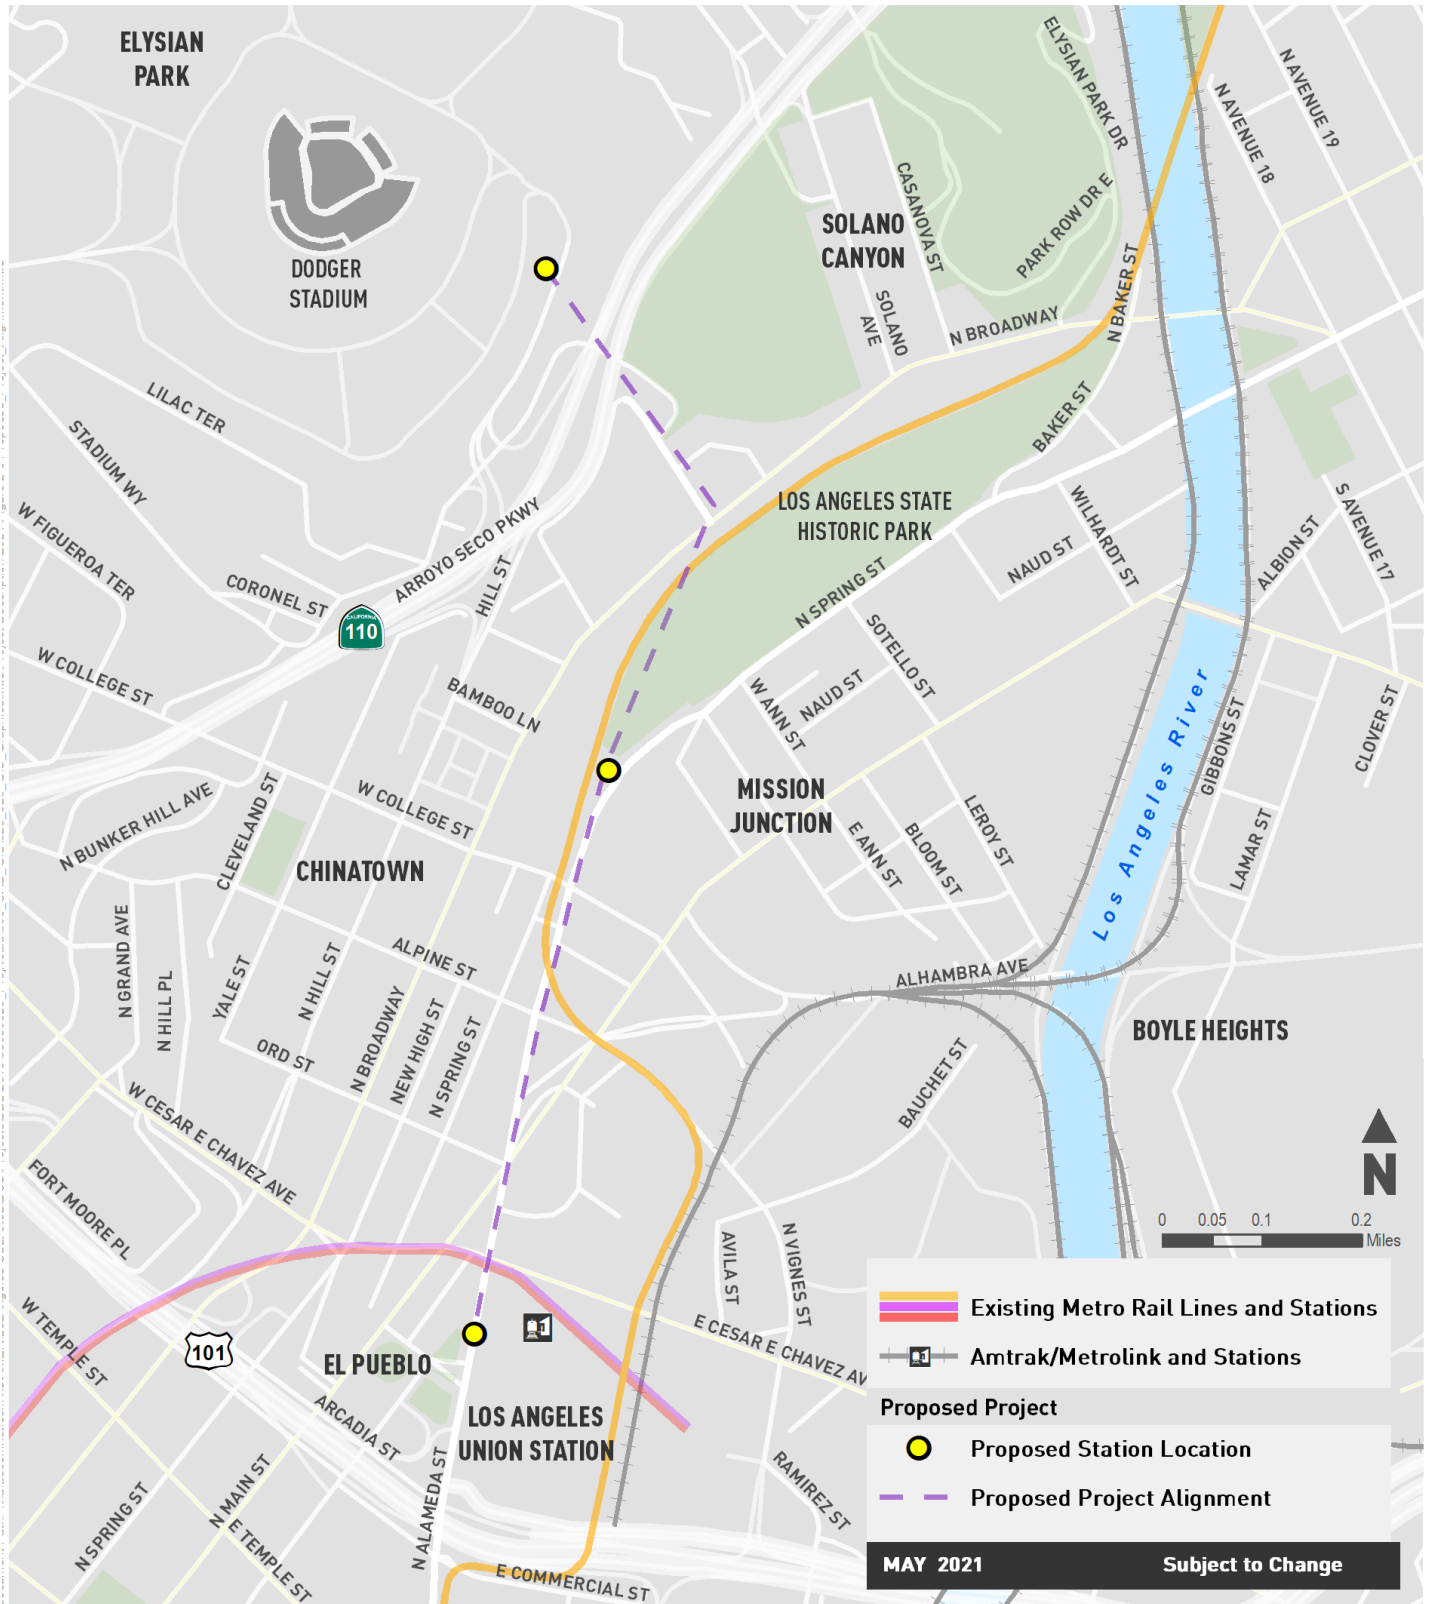 ELYSIAN
PARK
DODGER
STADIUM
SOLANO
CANYON
ELYSIAN PARK DR
N AVENUE 19
N AVENUE 18
CASANOVA ST
PARK ROW DR E
SOLANO
AVE
N BROADWAY
N BAKER ST
BAKER ST
LILAC TER
STADIUM WY
W FIGUEROA TER
CORONEL ST
ARROYO SECO PKWY
HILL ST
CALIFORNIA
110
LOS ANGELES STATE
HISTORIC PARK
N SPRING ST
WILHARDT ST
NAUD ST
S AVENUE 17
ALBION ST
W COLLEGE ST
BAMBOO LN
SOTELLO ST
W ANN ST
NAUD ST
Los Angeles River
GIBBONS ST
CLOVER ST
N BUNKER HILL AVE
CLEVELAND ST
W COLLEGE ST
MISSION
JUNCTION
E ANN ST
BLOOM ST
LEROY ST
LAMAR ST
CHINATOWN
N GRAND AVE
N HILL PL
YALE ST
N HILL ST
ALPINE ST
ORD ST
N BROADWAY
NEW HIGH ST
N SPRING ST
ALHAMBRA AVE
BOYLE HEIGHTS
BAUCHET ST
W CESAR E CHAVEZ AVE
FORT MOORE PL
W TEMPLE ST
101
EL PUEBLO
LOS ANGELES
UNION STATION
ARCADIA ST
N SPRING ST
N MAIN ST
E TEMPLE ST
N ALAMEDA ST
E COMMERCIAL ST
AVILA ST
N VIGNES ST
E CESAR E CHAVEZ AV
RAMIREZ ST
N
0 0.05 0.1 0.2
Miles
Existing Metro Rail Lines and Stations
Amtrak/Metrolink and Stations
Proposed Project
Proposed Station Location
Proposed Project Alignment
MAY 2021 Subject to Change